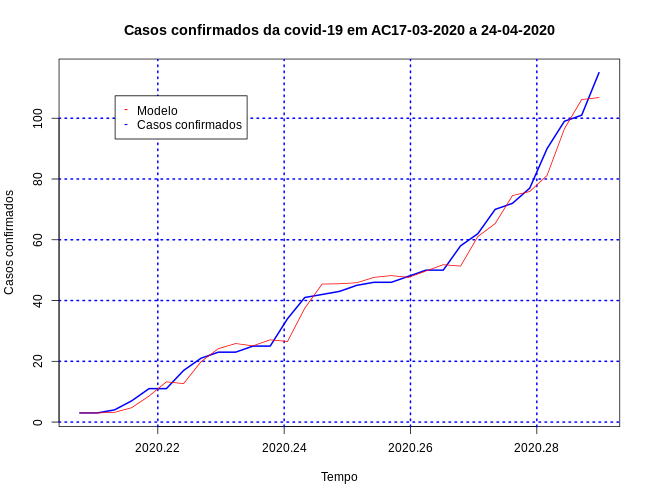 Casos confirmados da covid-19 em AC17-03-2020 a 24-04-2020
- Modelo
- Casos confirmados
100
80
60
40
20
0
Casos confirmados
2020.22 2020.24 2020.26 2020.28
Tempo